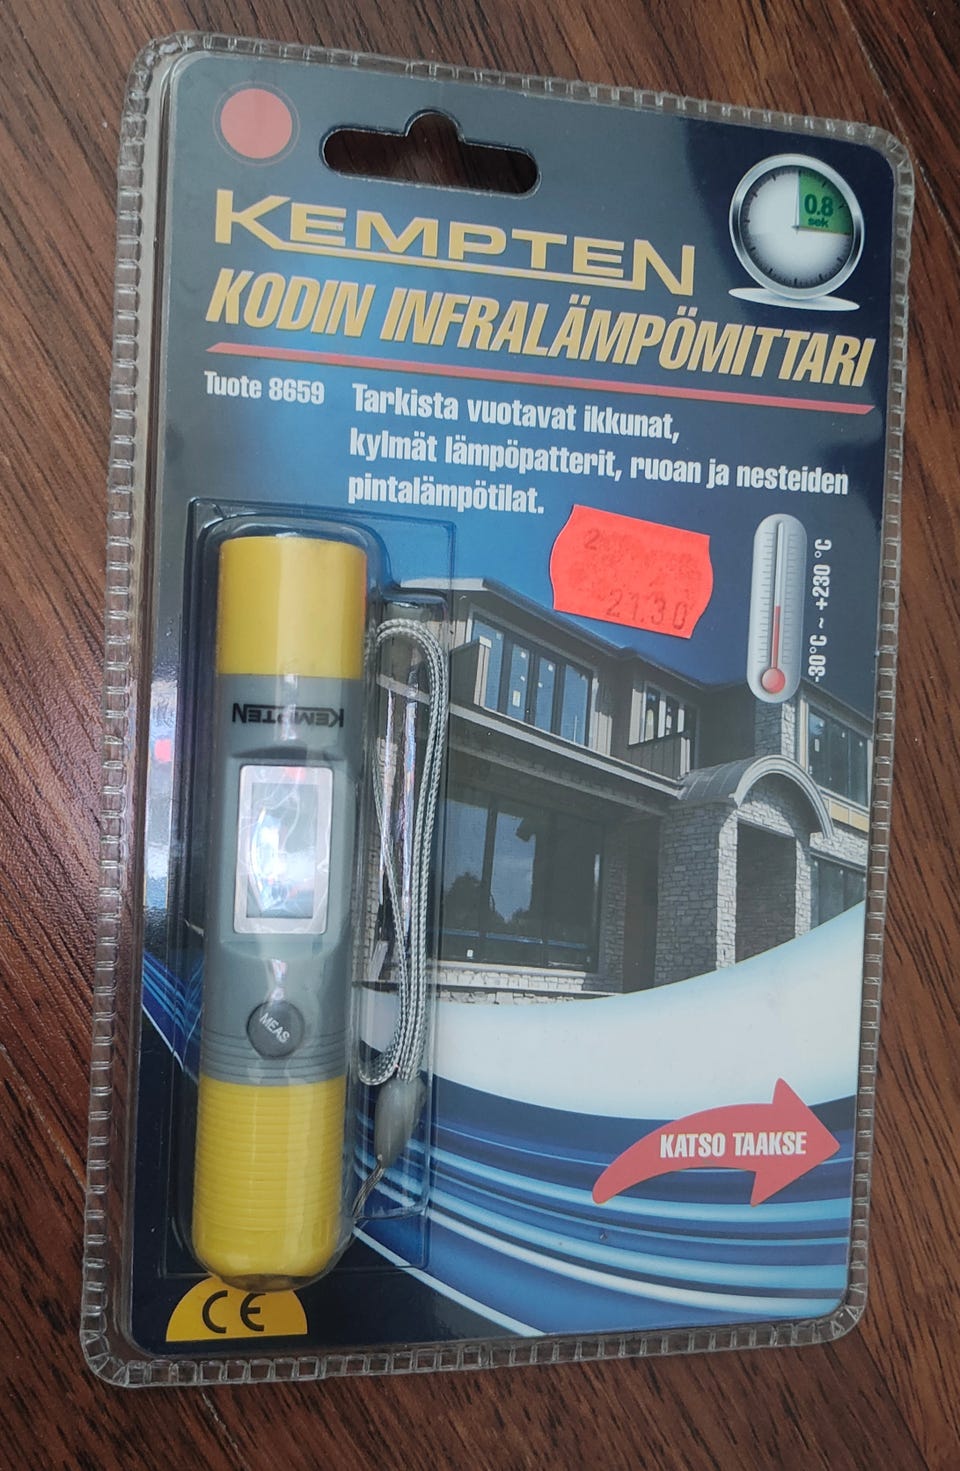 KEMPTEN
0.8
sek
KODIN INFRALÄMPÖMITTARI
Tuote 8659
Tarkista vuotavat ikkunat,
kylmät lämpöpatterit, ruoan ja nesteiden
pintalämpötilat.
21.30
-30°C ~ +230 °C
KEMPTEN
MEAS
KATSO TAAKSE
CE